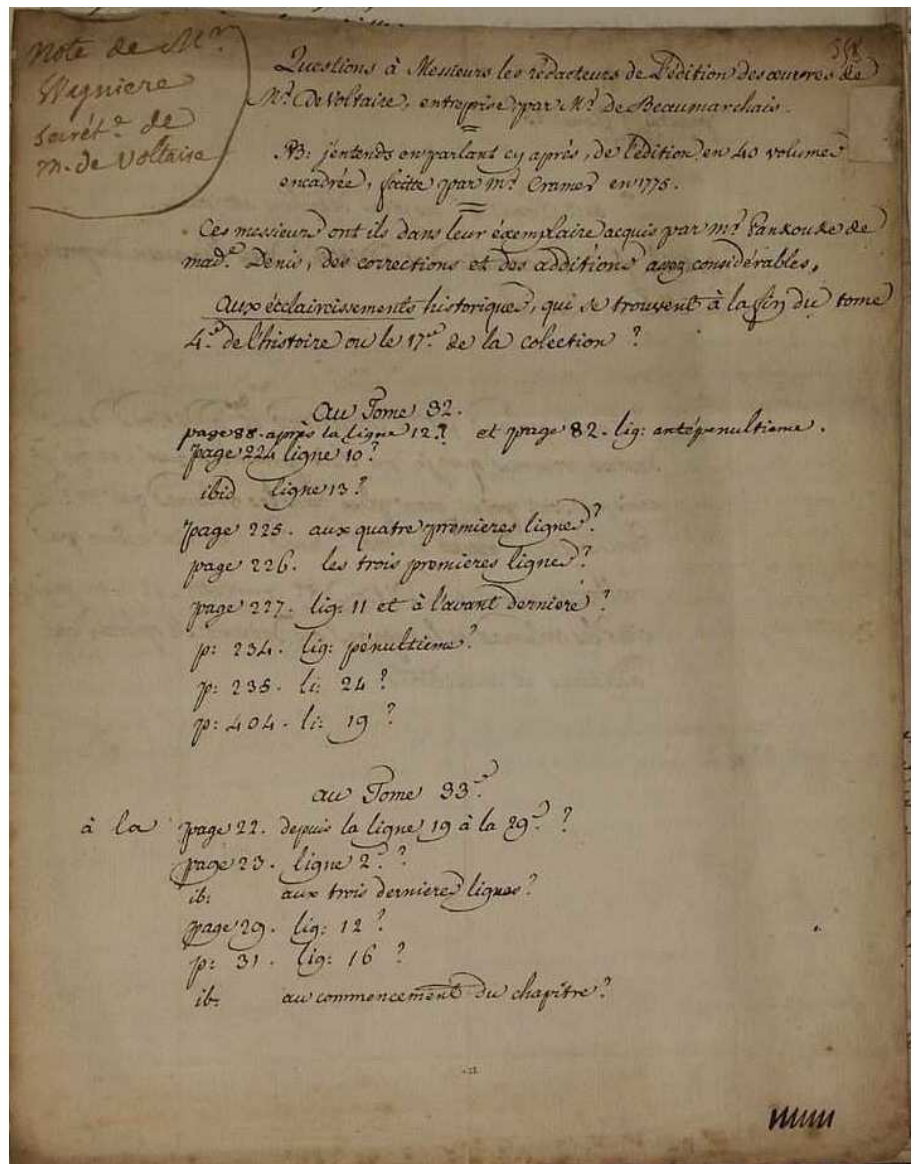 note de Mr
Wagniere
secrét.e de
m. de Voltaire
Questions à Messieurs les rédacteurs de l'édition des œuvres de
Mr. De Voltaire, entreprise par Mr. De Beaumarchais.
NB: j'entends en parlant cy après, de l'édition en 40 volumes
encadrée, faitte par mr. Cramer en 1775.
Ces messieurs ont ils dans leur éxemplaire acquis par mr. Pankouke de
mad.e Denis, des corrections et des additions assez considérables,
aux écclaircissements historiques, qui se trouvent à la fin du tome
4.e de l'histoire ou le 17.e de la colection ?
au Tome 32.
page 88. après la ligne 12.? et page 82. lig: antépenultieme.
page 224 ligne 10 ?
ibid ligne 13 ?
page 225. aux quatre premieres lignes ?
page 226. les trois premieres lignes ?
page 227. lig: 11 et à l'avant derniere ?
p: 234. lig: pénultieme ?
p: 235. li: 24 ?
p: 404. li: 19 ?
au Tome 33.e
à la page 22. depuis la ligne 19 à la 29.e ?
page 23. ligne 2.e ?
ib: aux trois dernieres lignes ?
page 29. lig: 12 ?
p: 31. lig: 16 ?
ib: au commencement du chapitre ?